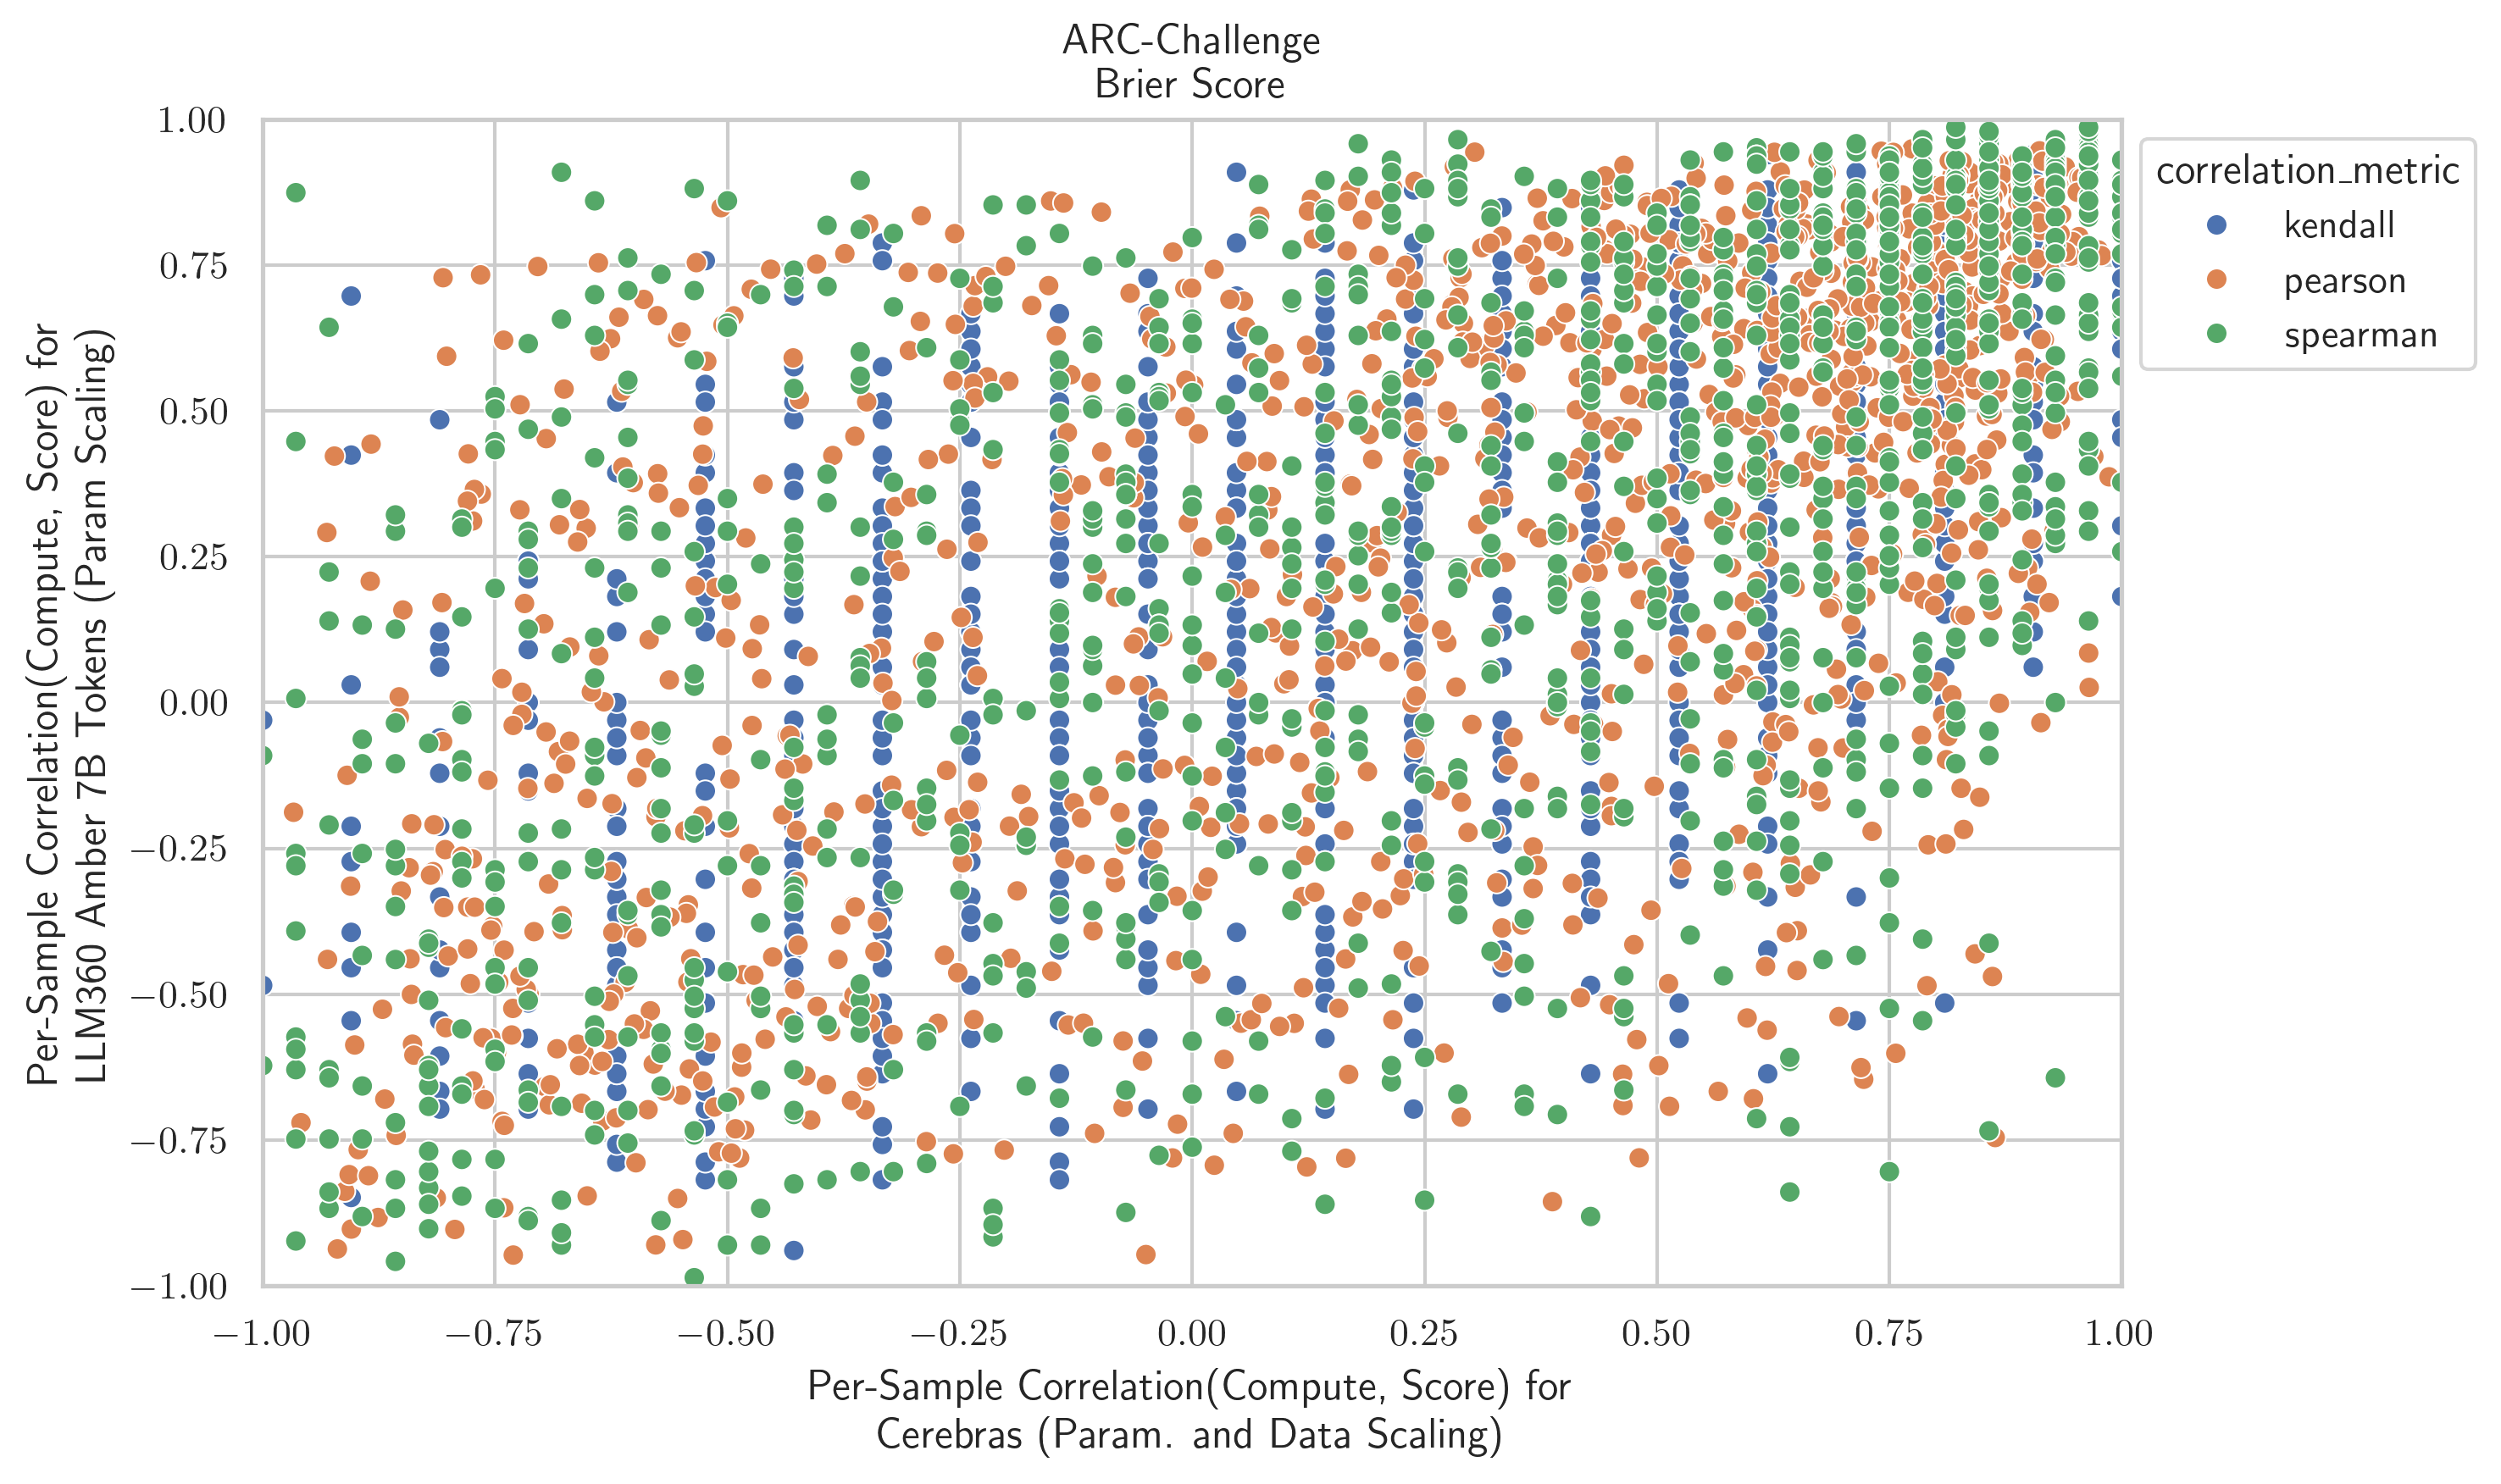 ARC-Challenge
Brier Score
Per-Sample Correlation(Compute, Score) for
LLM360 Amber 7B Tokens (Param Scaling)
1.00
0.75
0.50
0.25
0.00
−0.25
−0.50
−0.75
−1.00
−1.00 −0.75 −0.50 −0.25 0.00 0.25 0.50 0.75 1.00
Per-Sample Correlation(Compute, Score) for
Cerebras (Param. and Data Scaling)
correlation_metric
kendall
pearson
spearman